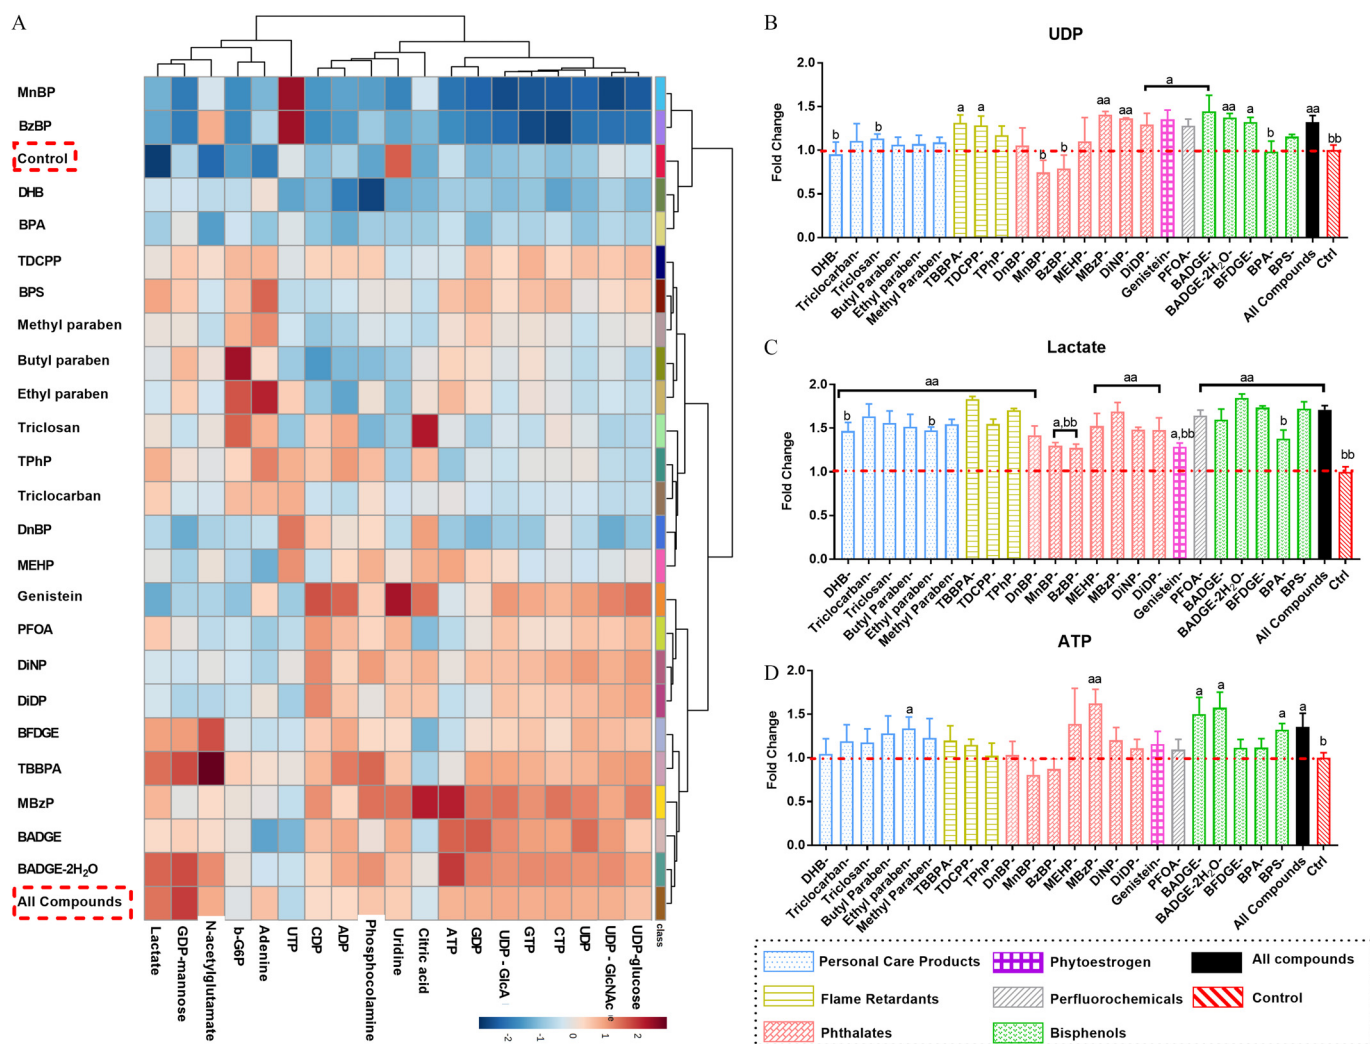 A
MnBP
BzBP
Control
DHB
BPA
TDCPP
BPS
Methyl paraben
Butyl paraben
Ethyl paraben
Triclosan
TPhP
Triclocarban
DnBP
MEHP
Genistein
PFOA
DiNP
DiDP
BFDGE
TBBPA
MBzP
BADGE
BADGE-2H₂O
All Compounds
Lactate
GDP-mannose
N-acetylglutamate
b-G6P
Adenine
UTP
CDP
ADP
Phosphocolamine
Uridine
Citric acid
ATP
GDP
UDP - GlcA
GTP
CTP
UDP
UDP - GlcNAc
UDP-glucose
class
-2 -1 0 1 2
B
UDP
Fold Change
2.0
1.5
1.0
0.5
0.0
b b a a b b aa aa a aa a b aa bb
DHB-
Triclocarban-
Triclosan-
Butyl Paraben-
Ethyl paraben-
Methyl Paraben-
TBBPA-
TDCPP-
TPhP-
DnBP-
MnBP-
BzBP-
MEHP-
MBzP-
DiNP-
DiDP-
Genistein-
PFOA-
BADGE-
BADGE-2H₂O-
BFDGE-
BPA-
BPS-
All Compounds
Ctrl
C
Lactate
Fold Change
2.0
1.5
1.0
0.5
0.0
aa aa aa
b b a,bb a,bb b bb
DHB-
Triclocarban-
Triclosan-
Butyl Paraben-
Ethyl paraben-
Methyl Paraben-
TBBPA-
TDCPP-
TPhP-
DnBP-
MnBP-
BzBP-
MEHP-
MBzP-
DiNP-
DiDP-
Genistein-
PFOA-
BADGE-
BADGE-2H₂O-
BFDGE-
BPA-
BPS-
All Compounds
Ctrl
D
ATP
Fold Change
2.0
1.5
1.0
0.5
0.0
a aa a a a a b
DHB-
Triclocarban-
Triclosan-
Butyl Paraben-
Ethyl paraben-
Methyl Paraben-
TBBPA-
TDCPP-
TPhP-
DnBP-
MnBP-
BzBP-
MEHP-
MBzP-
DiNP-
DiDP-
Genistein-
PFOA-
BADGE-
BADGE-2H₂O-
BFDGE-
BPA-
BPS-
All Compounds
Ctrl
Personal Care Products
Phytoestrogen
All compounds
Flame Retardants
Perfluorochemicals
Control
Phthalates
Bisphenols